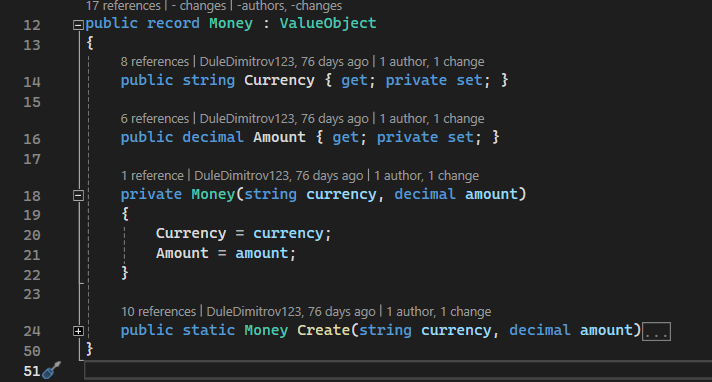 17 references | - changes | -authors, -changes
12 public record Money : ValueObject
13 {
8 references | DuleDimitrov123, 76 days ago | 1 author, 1 change
14 public string Currency { get; private set; }
15
6 references | DuleDimitrov123, 76 days ago | 1 author, 1 change
16 public decimal Amount { get; private set; }
17
1 reference | DuleDimitrov123, 76 days ago | 1 author, 1 change
18 private Money(string currency, decimal amount)
19 {
20 Currency = currency;
21 Amount = amount;
22 }
23
10 references | DuleDimitrov123, 76 days ago | 1 author, 1 change
24 public static Money Create(string currency, decimal amount)...
50 }
51